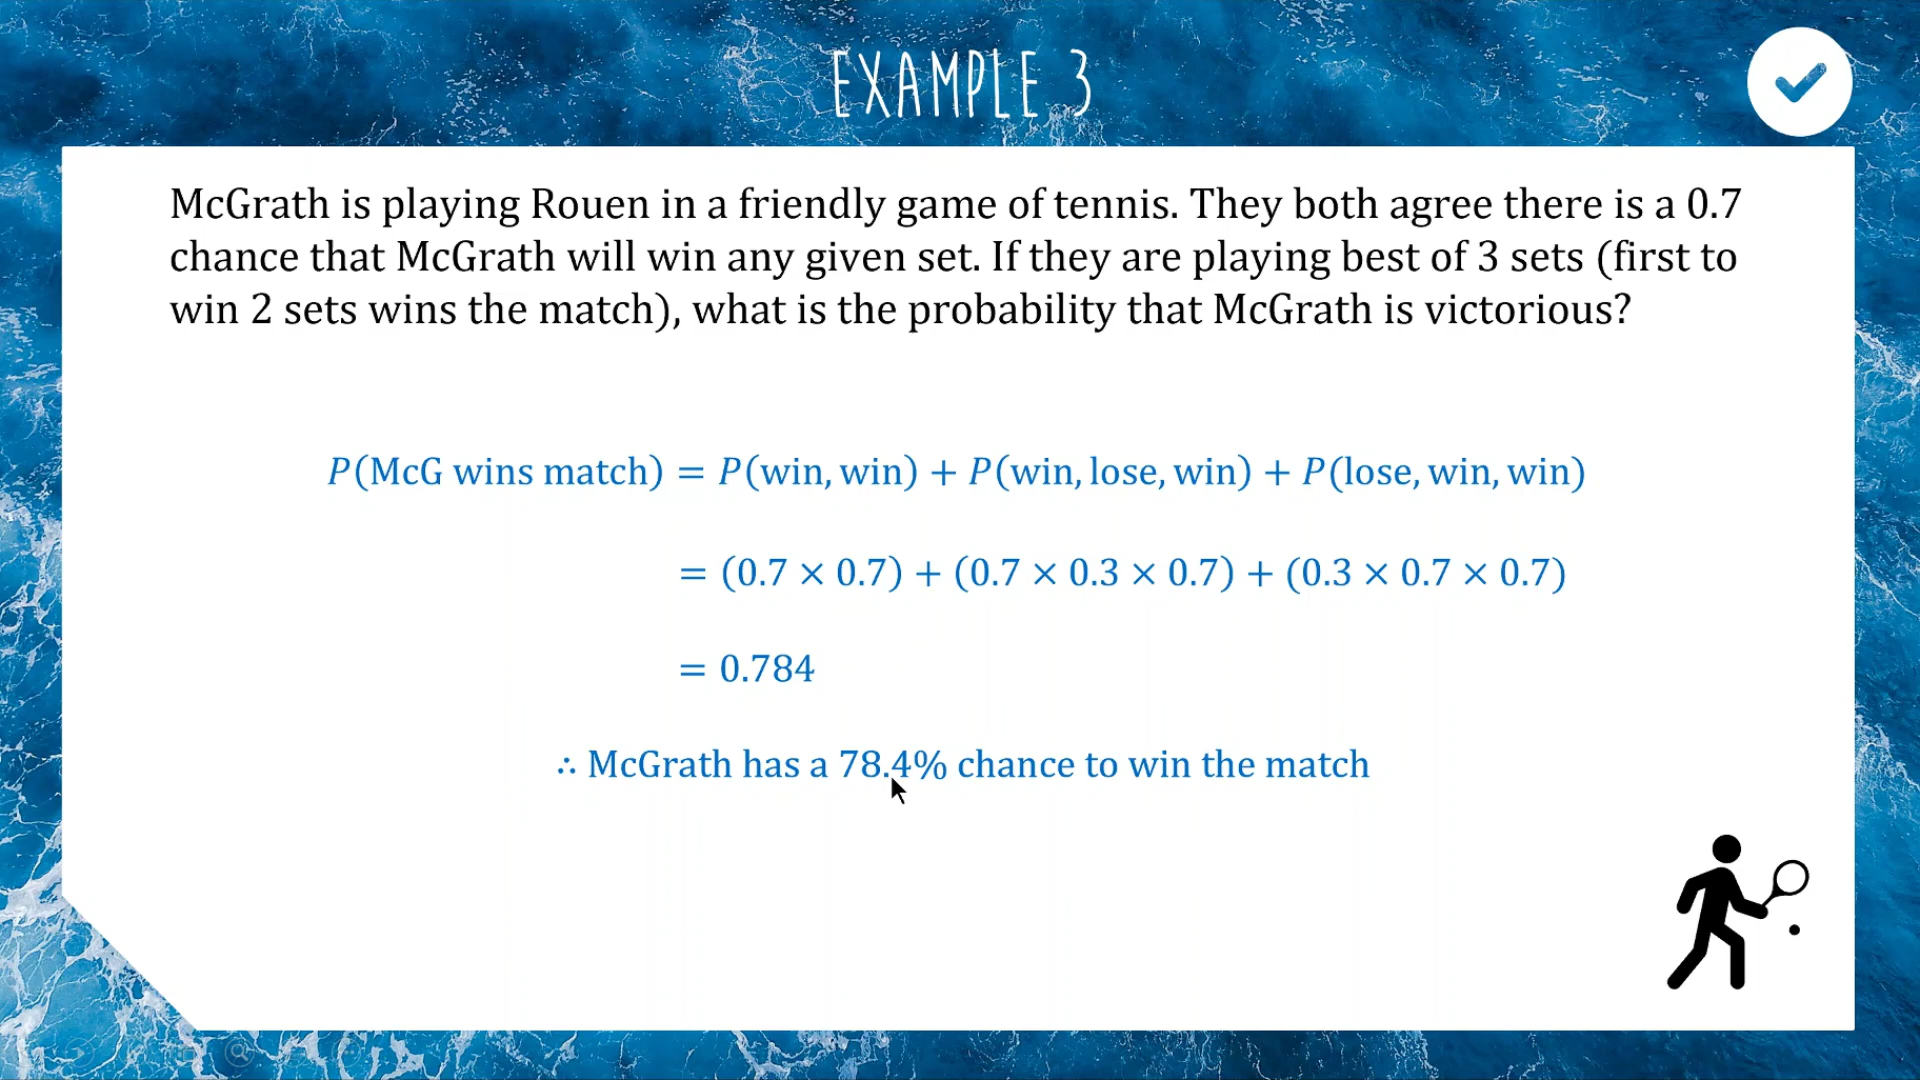 EXAMPLE 3
McGrath is playing Rouen in a friendly game of tennis. They both agree there is a 0.7
chance that McGrath will win any given set. If they are playing best of 3 sets (first to
win 2 sets wins the match), what is the probability that McGrath is victorious?
P(McG wins match) = P(win, win) + P(win, lose, win) + P(lose, win, win)
= (0.7 × 0.7) + (0.7 × 0.3 × 0.7) + (0.3 × 0.7 × 0.7)
= 0.784
∴ McGrath has a 78.4% chance to win the match